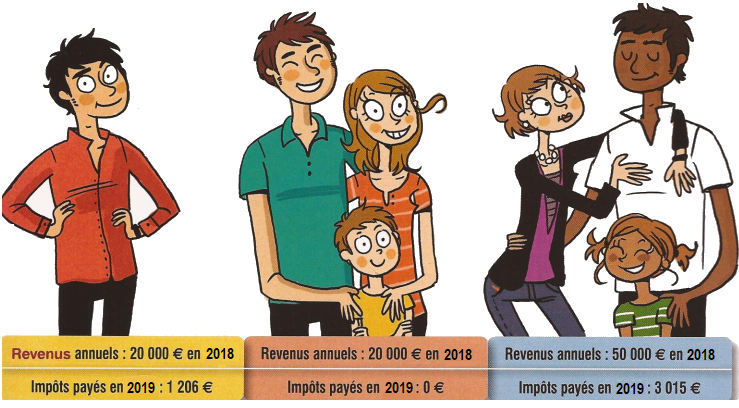 Revenus annuels : 20 000 € en 2018
Impôts payés en 2019 : 1 206 €
Revenus annuels : 20 000 € en 2018
Impôts payés en 2019 : 0 €
Revenus annuels : 50 000 € en 2018
Impôts payés en 2019 : 3 015 €